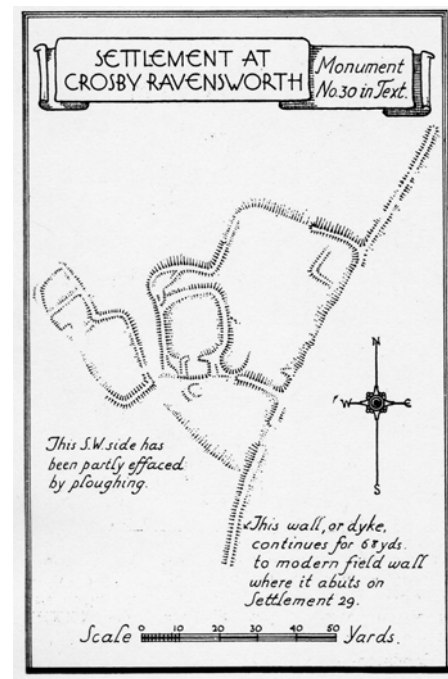 SETTLEMENT AT
CROSBY RAVENSWORTH
Monument
No. 30 in Text.
N
W E
S
This S.W. side has
been partly effaced
by ploughing.
This wall, or dyke,
continues for 68 yds.
to modern field wall
where it abuts on
Settlement 29.
Scale 0 10 20 30 40 50 Yards.